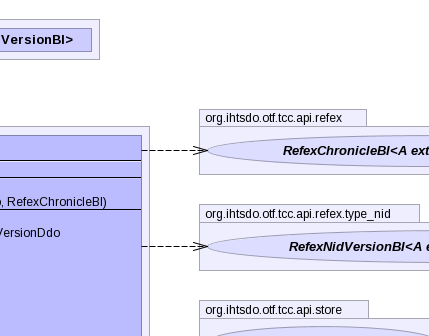 VersionBI>
org.ihtsdo.otf.tcc.api.refex
RefexChronicleBI<A ext
, RefexChronicleBI)
org.ihtsdo.otf.tcc.api.refex.type_nid
VersionDdo
RefexNidVersionBI<A e
org.ihtsdo.otf.tcc.api.store